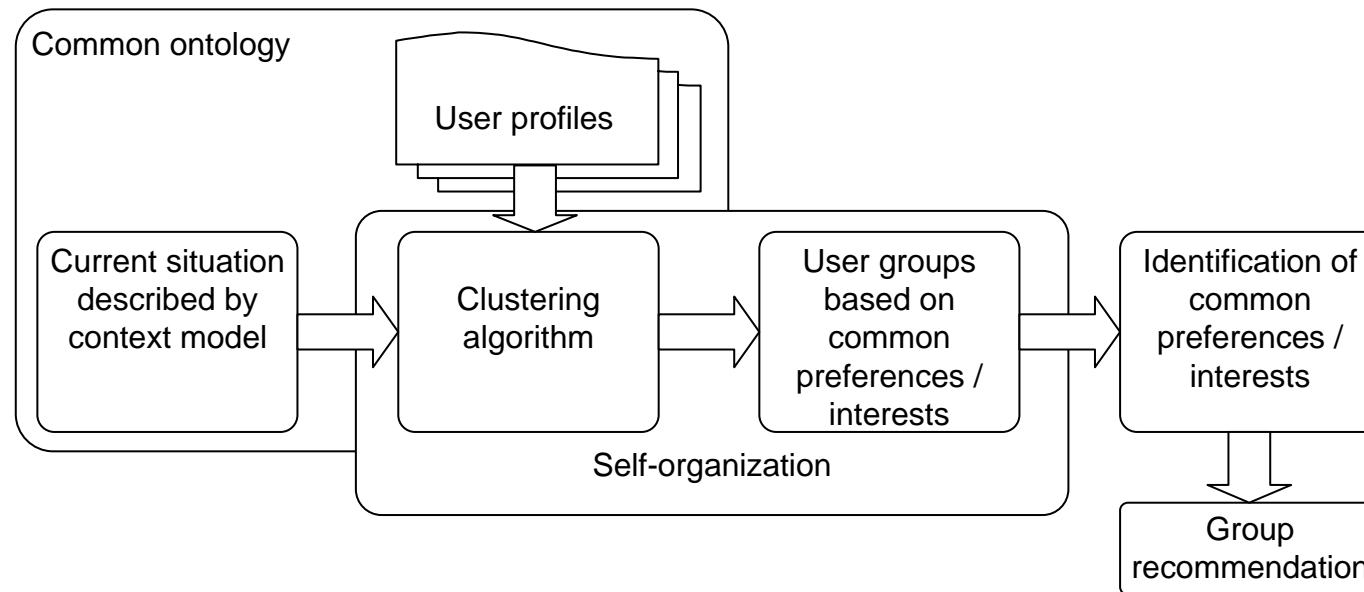 Common ontology
User profiles
Current situation
described by
context model
Clustering
algorithm
User groups
based on
common
preferences /
interests
Identification of
common
preferences /
interests
Self-organization
Group
recommendation